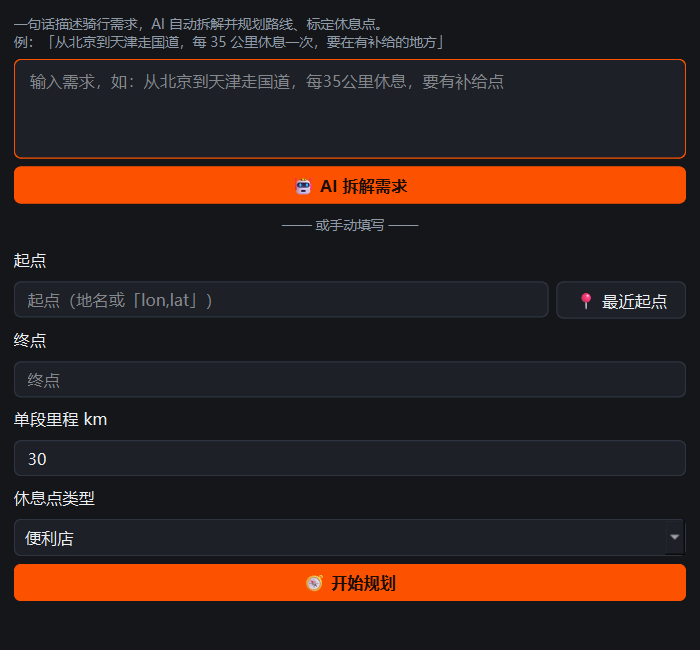 一句话描述骑行需求，AI 自动拆解并规划路线、标定休息点。
例：「从北京到天津走国道，每 35 公里休息一次，要在有补给的地方」
输入需求，如：从北京到天津走国道，每35公里休息，要有补给点
AI 拆解需求
—— 或手动填写 ——
起点
起点（地名或「lon,lat」）
最近起点
终点
终点
单段里程 km
30
休息点类型
便利店
开始规划